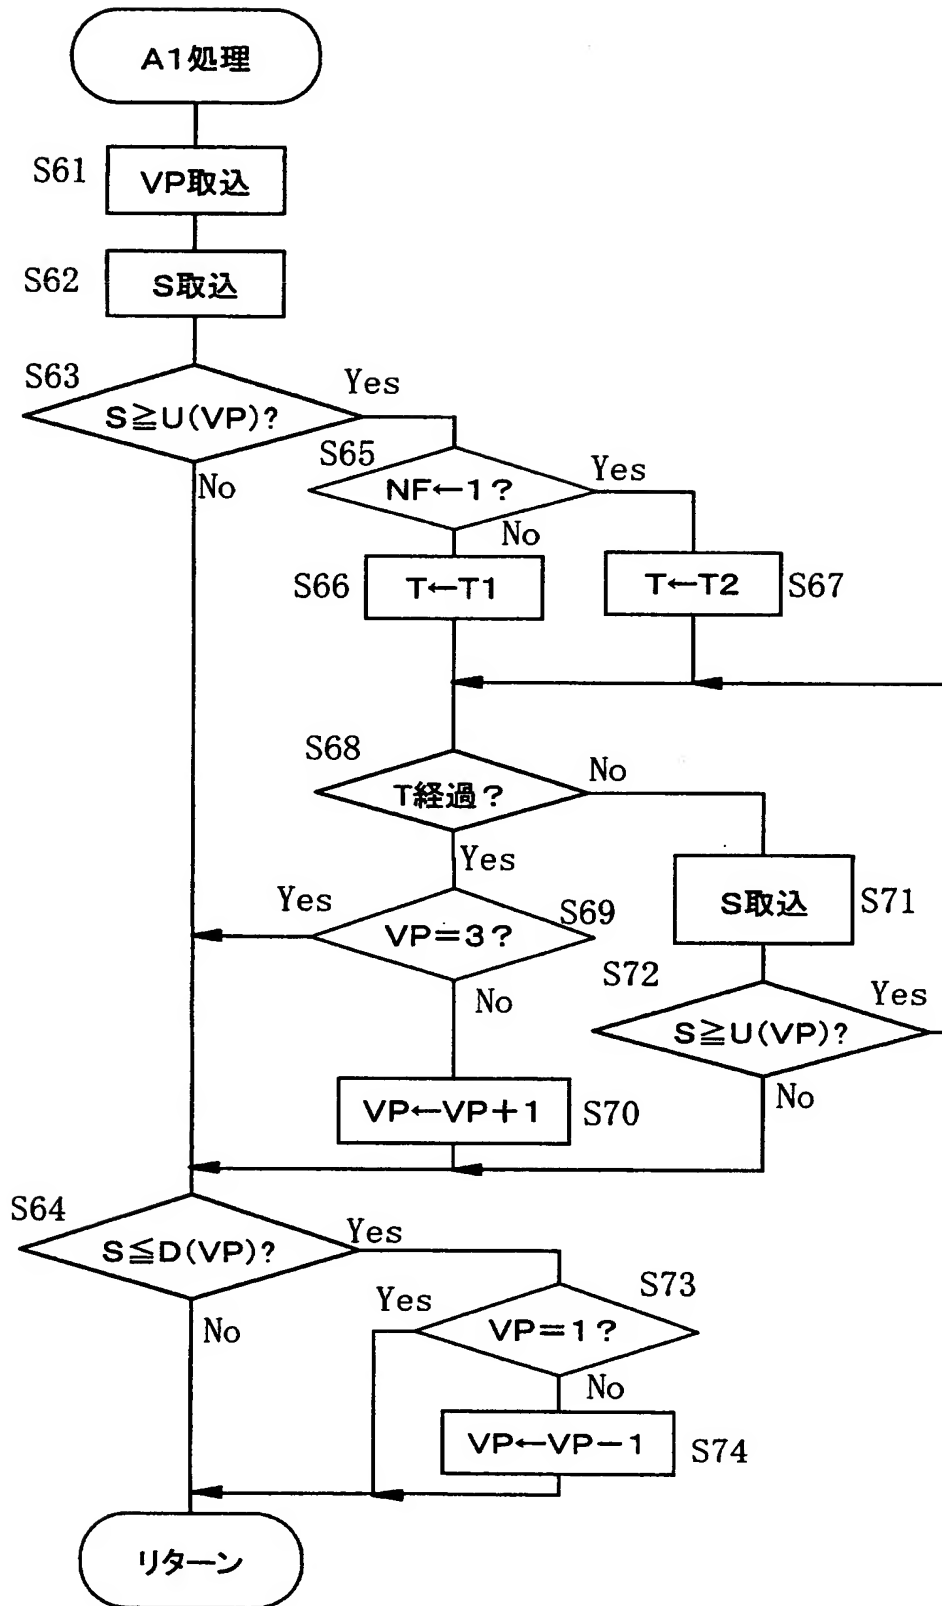 A1処理
S61
VP取込
S62
S取込
S63
S≧U(VP)?
Yes
No
S65
NF←1?
Yes
No
S66
T←T1
T←T2
S67
S68
T経過?
No
Yes
S69
VP=3?
Yes
No
S取込
S71
S72
S≧U(VP)?
Yes
No
VP←VP+1
S70
S64
S≦D(VP)?
Yes
No
S73
VP=1?
Yes
No
VP←VP-1
S74
リターン